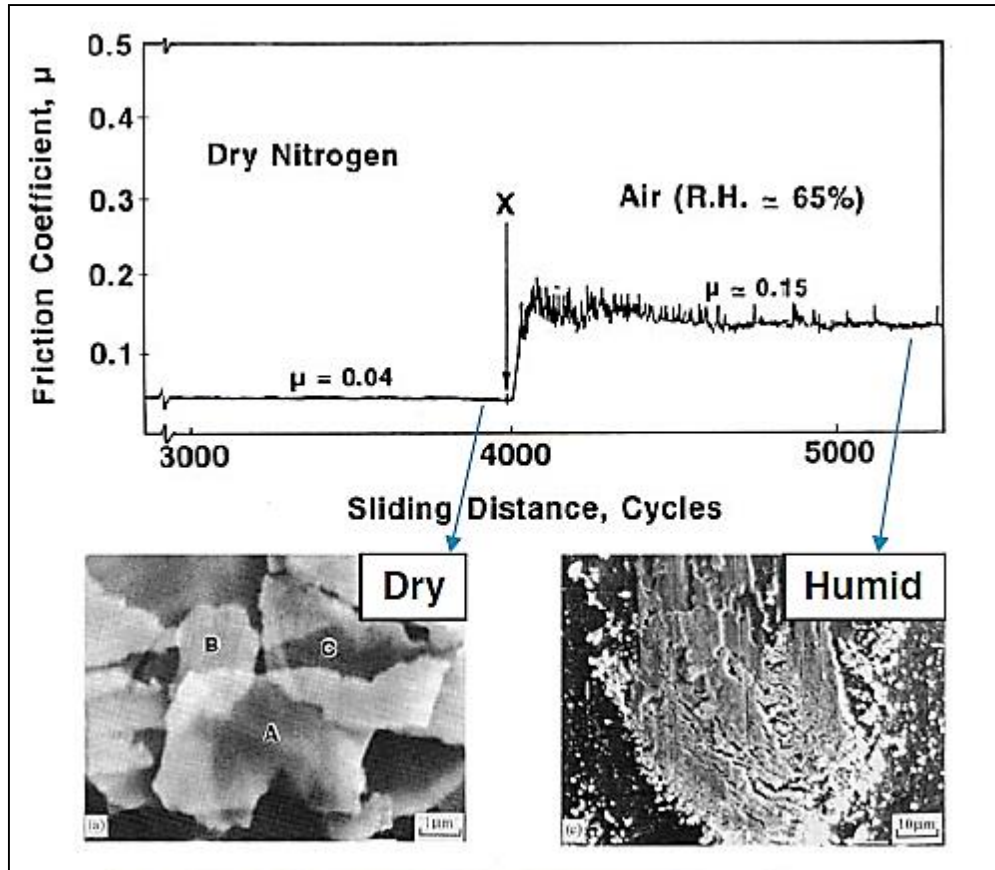 0.5
0.4
0.3
0.2
0.1
Friction Coefficient, μ
Dry Nitrogen
X
Air (R.H. ≃ 65%)
μ = 0.04
μ ≃ 0.15
3000
4000
5000
Sliding Distance, Cycles
Dry
Humid
B
C
A
(a)
1μm
(c)
10μm